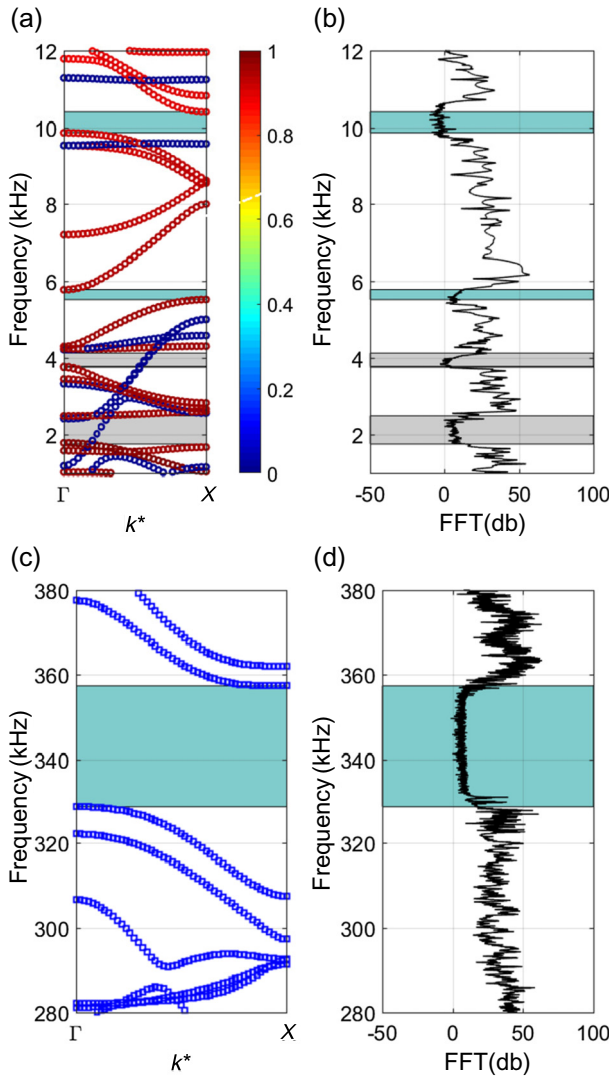 (a)
(b)
12
10
8
6
4
2
Frequency (kHz)
Γ
X
k*
1
0.8
0.6
0.4
0.2
0
12
10
8
6
4
2
Frequency (kHz)
-50
0
50
100
FFT(db)
(c)
(d)
380
360
340
320
300
280
Frequency (kHz)
Γ
X
k*
380
360
340
320
300
280
Frequency (kHz)
-50
0
50
100
FFT(db)